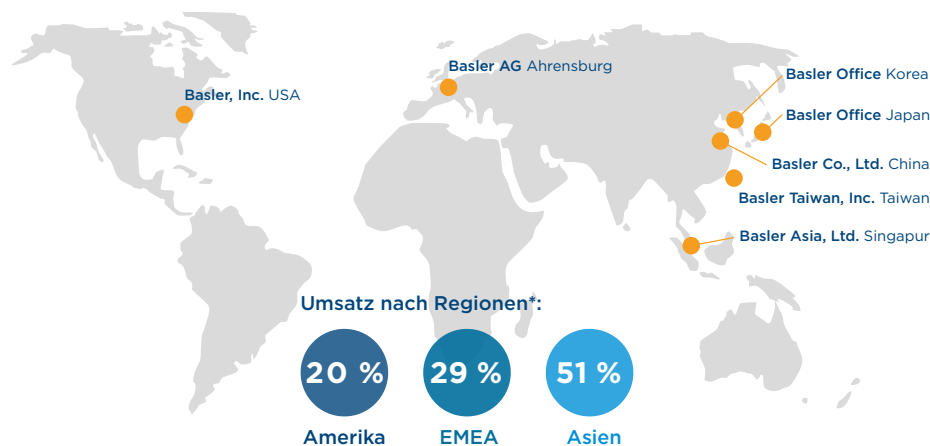 Basler AG Ahrensburg
Basler, Inc. USA
Basler Office Korea
Basler Office Japan
Basler Co., Ltd. China
Basler Taiwan, Inc. Taiwan
Basler Asia, Ltd. Singapur
Umsatz nach Regionen*:
20 % 29 % 51 %
Amerika EMEA Asien